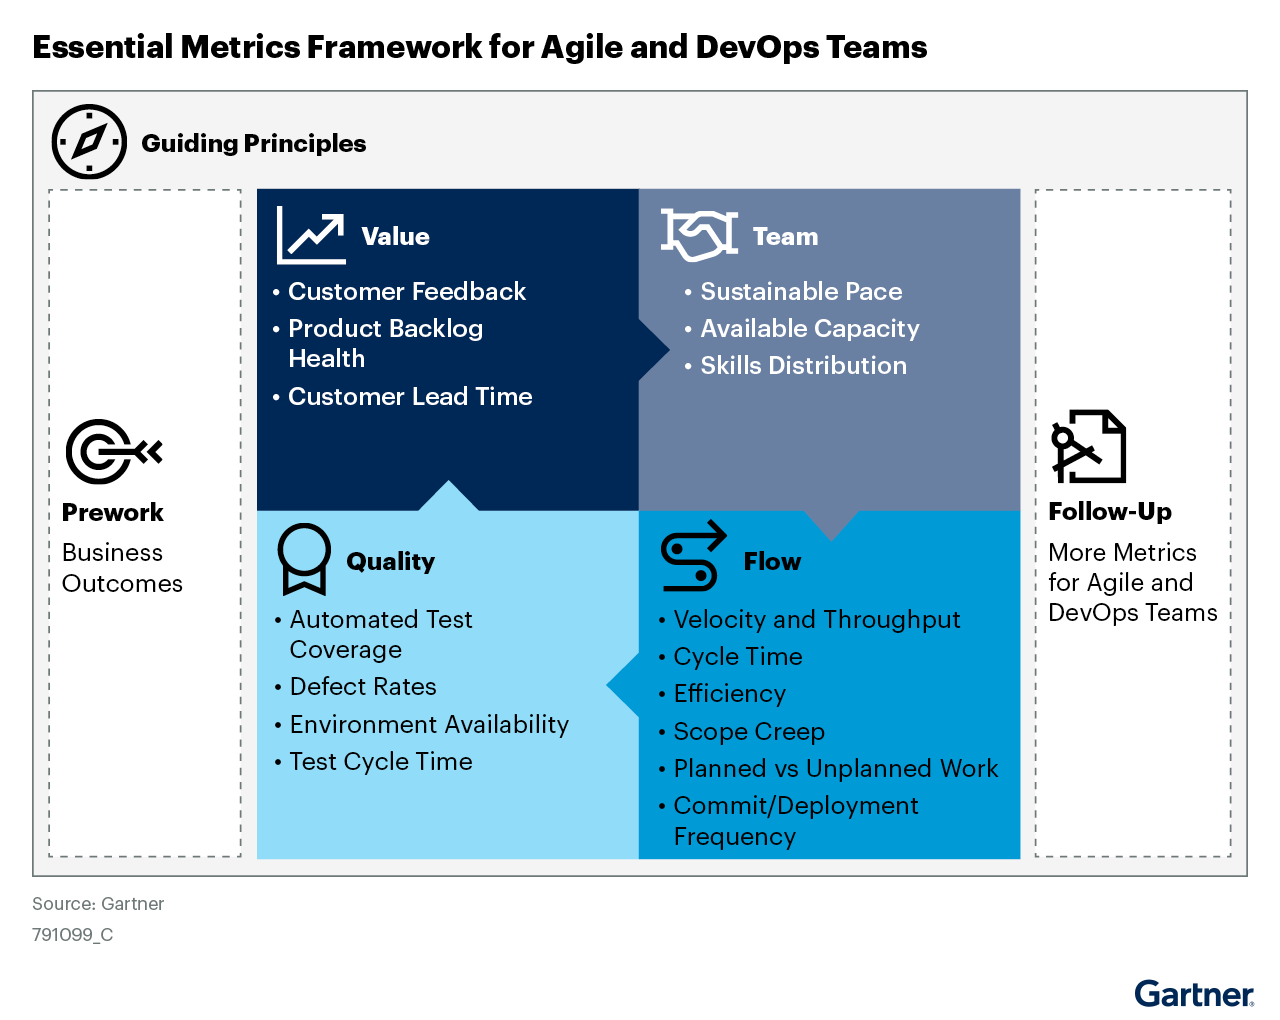 Essential Metrics Framework for Agile and DevOps Teams
Guiding Principles
Prework
Business
Outcomes
Value
• Customer Feedback
• Product Backlog
Health
• Customer Lead Time
Team
• Sustainable Pace
• Available Capacity
• Skills Distribution
Quality
• Automated Test
Coverage
• Defect Rates
• Environment Availability
• Test Cycle Time
Flow
• Velocity and Throughput
• Cycle Time
• Efficiency
• Scope Creep
• Planned vs Unplanned Work
• Commit/Deployment
Frequency
Follow-Up
More Metrics
for Agile and
DevOps Teams
Source: Gartner
791099_C
Gartner®